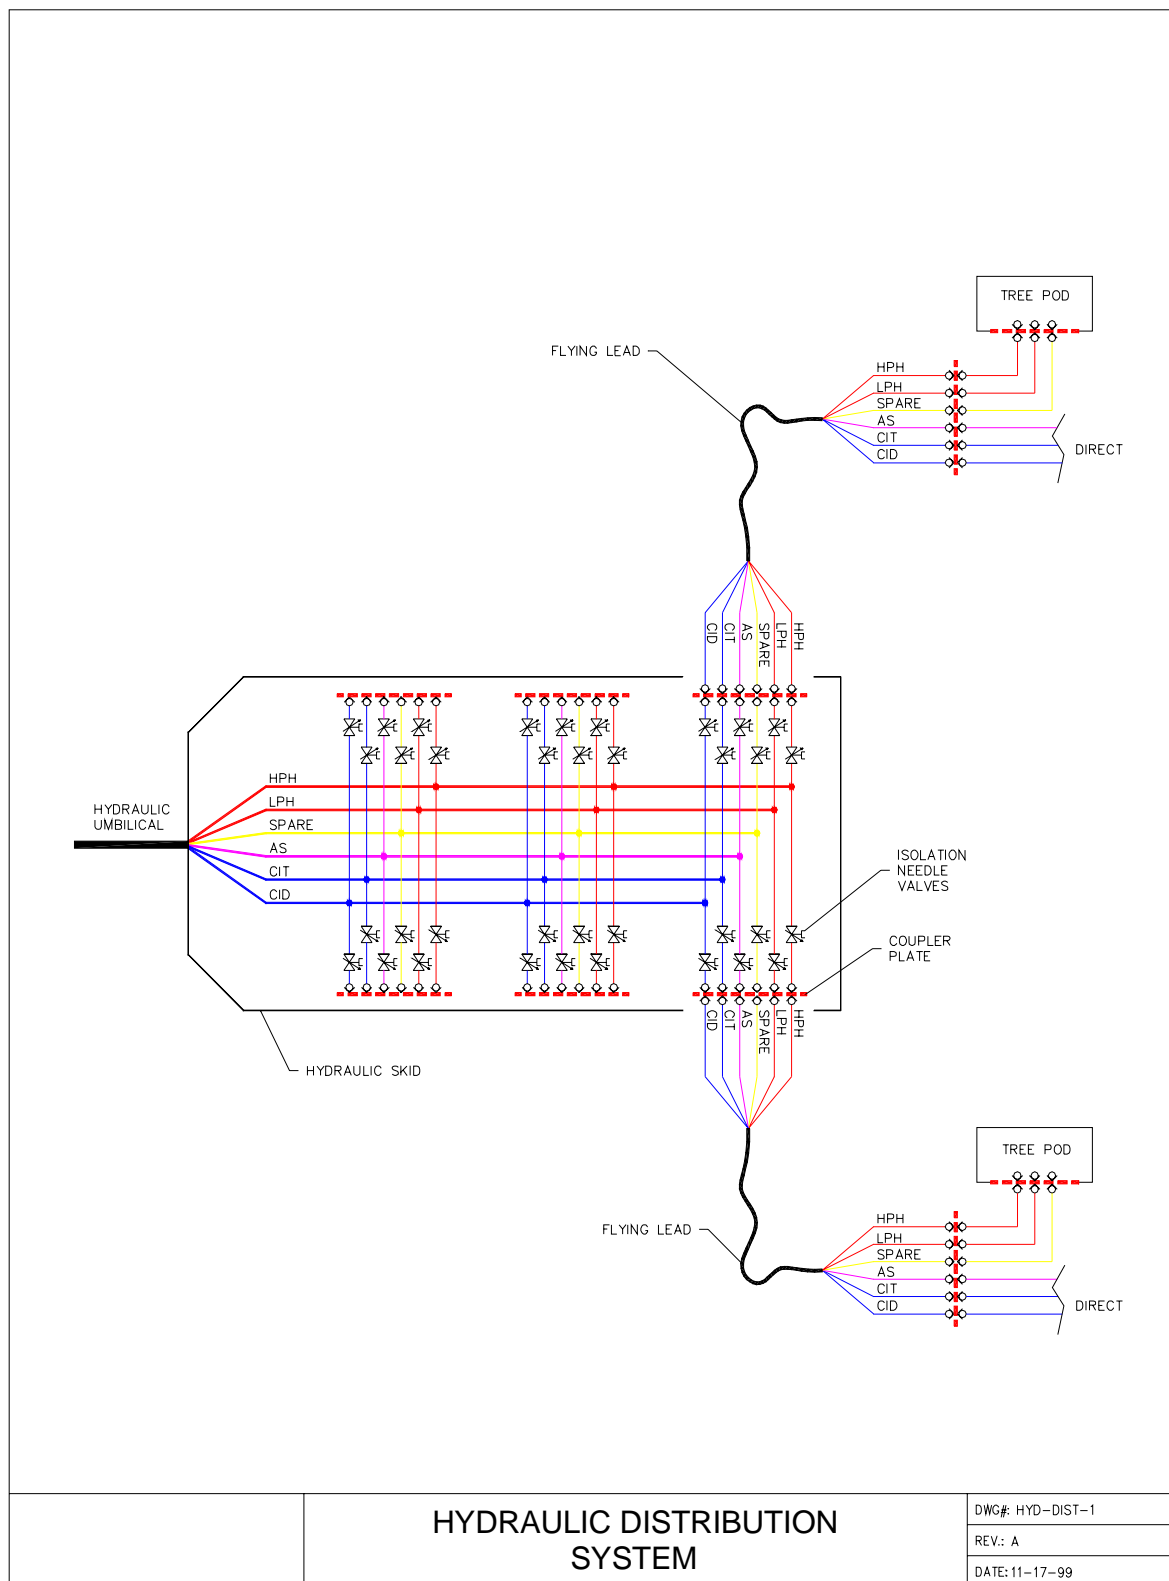 TREE POD
FLYING LEAD
HPH
LPH
SPARE
AS
CIT
CID
DIRECT
CID
CIT
AS
SPARE
LPH
HPH
HYDRAULIC
UMBILICAL
HPH
LPH
SPARE
AS
CIT
CID
ISOLATION
NEEDLE
VALVES
COUPLER
PLATE
CID
CIT
AS
SPARE
LPH
HPH
HYDRAULIC SKID
TREE POD
FLYING LEAD
HPH
LPH
SPARE
AS
CIT
CID
DIRECT
HYDRAULIC DISTRIBUTION
SYSTEM
DWG#: HYD-DIST-1
REV.: A
DATE: 11-17-99